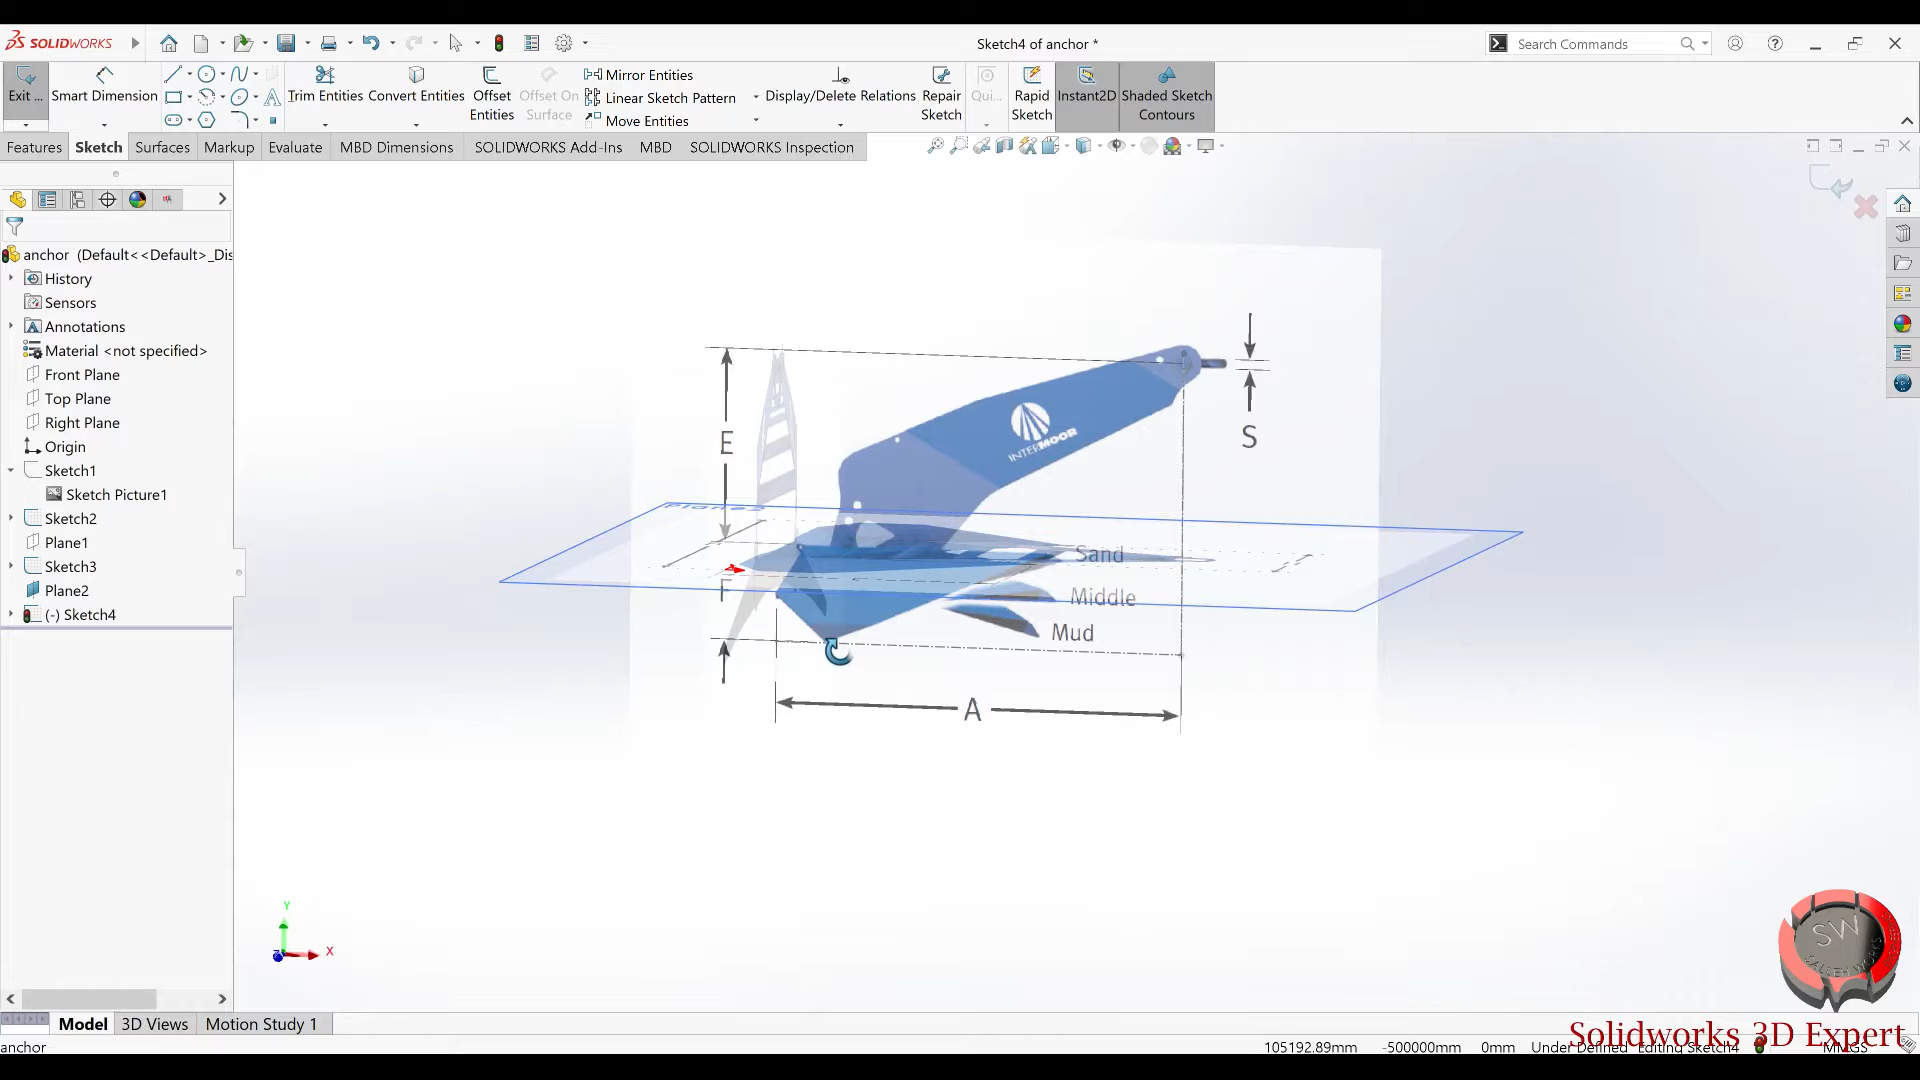 SOLIDWORKS
Sketch4 of anchor *
Search Commands
Exit ...
Smart Dimension
Trim Entities
Convert Entities
Offset Entities
Offset On Surface
Mirror Entities
Linear Sketch Pattern
Move Entities
Display/Delete Relations
Repair Sketch
Qui...
Rapid Sketch
Instant2D
Shaded Sketch Contours
Features
Sketch
Surfaces
Markup
Evaluate
MBD Dimensions
SOLIDWORKS Add-Ins
MBD
SOLIDWORKS Inspection
anchor (Default<<Default>_Dis
History
Sensors
Annotations
Material <not specified>
Front Plane
Top Plane
Right Plane
Origin
Sketch1
Sketch Picture1
Sketch2
Plane1
Sketch3
Plane2
(-) Sketch4
E
S
INTERMOOR
Plane2
Sand
F
Middle
Mud
A
Y
X
Z
SW
SALLEH WORKS
Model
3D Views
Motion Study 1
Solidworks 3D Expert
anchor
105192.89mm
-500000mm
0mm
Under Defined
Editing Sketch4
MMGS